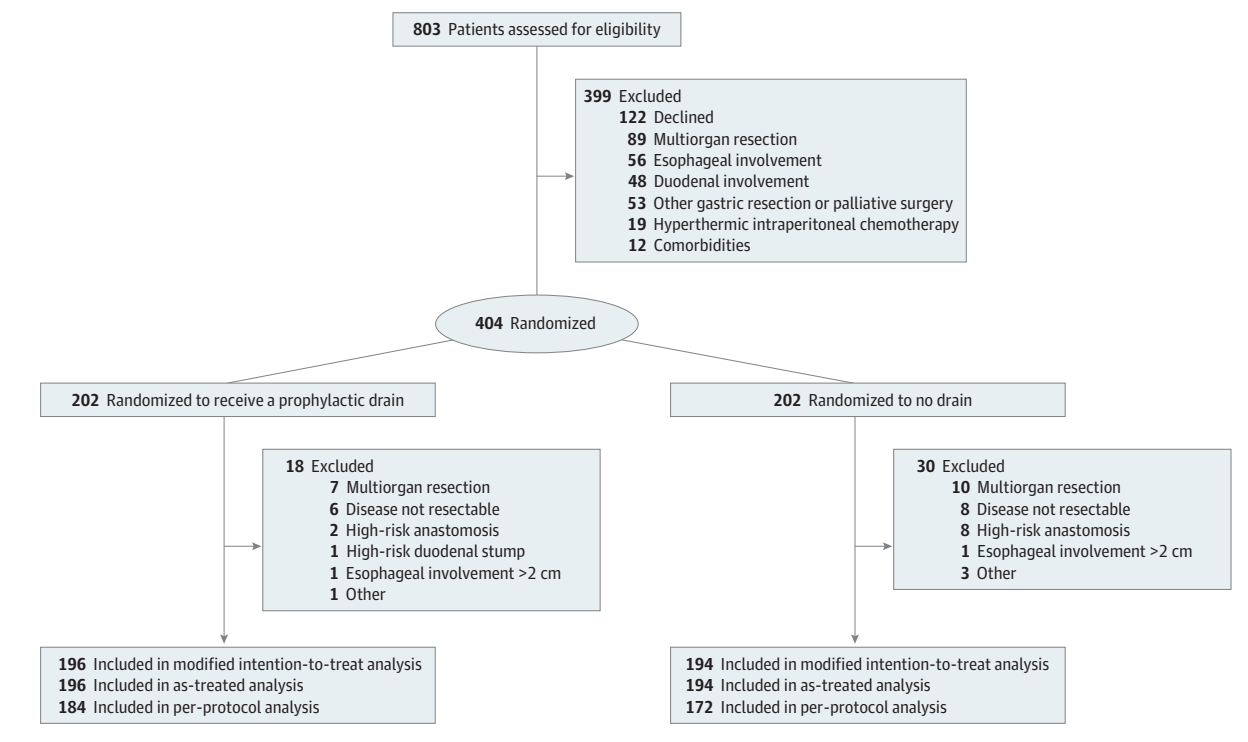 803 Patients assessed for eligibility
399 Excluded
122 Declined
89 Multiorgan resection
56 Esophageal involvement
48 Duodenal involvement
53 Other gastric resection or palliative surgery
19 Hyperthermic intraperitoneal chemotherapy
12 Comorbidities
404 Randomized
202 Randomized to receive a prophylactic drain
18 Excluded
7 Multiorgan resection
6 Disease not resectable
2 High-risk anastomosis
1 High-risk duodenal stump
1 Esophageal involvement >2 cm
1 Other
196 Included in modified intention-to-treat analysis
196 Included in as-treated analysis
184 Included in per-protocol analysis
202 Randomized to no drain
30 Excluded
10 Multiorgan resection
8 Disease not resectable
8 High-risk anastomosis
1 Esophageal involvement >2 cm
3 Other
194 Included in modified intention-to-treat analysis
194 Included in as-treated analysis
172 Included in per-protocol analysis